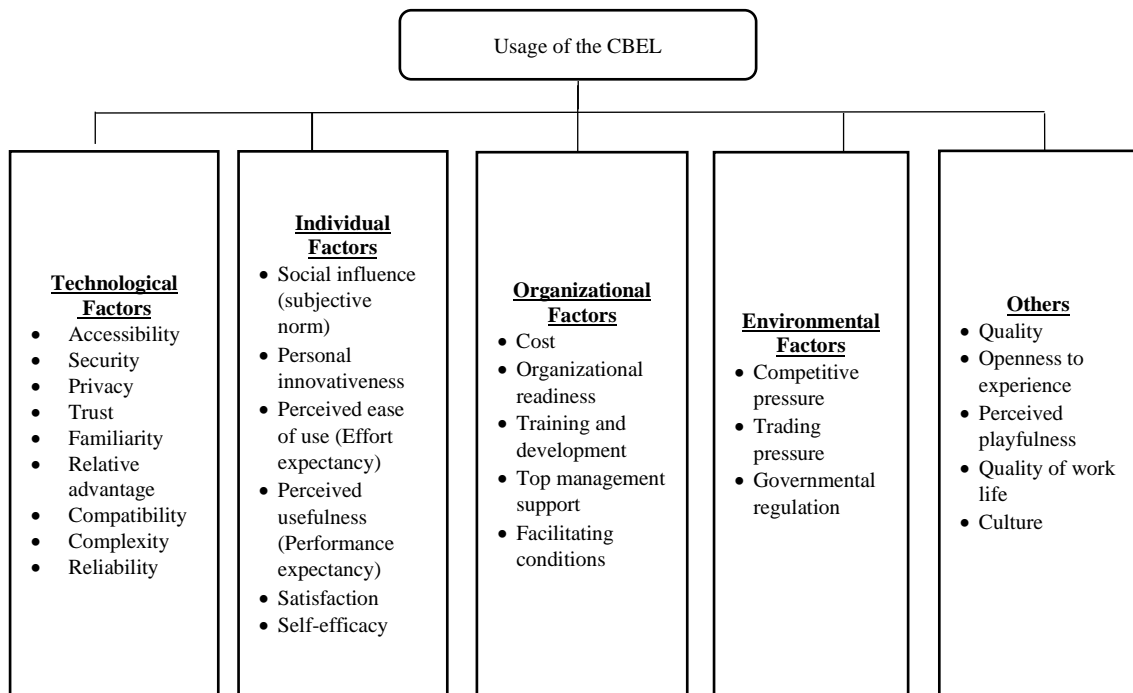 Usage of the CBEL
Technological
Factors
• Accessibility
• Security
• Privacy
• Trust
• Familiarity
• Relative
advantage
• Compatibility
• Complexity
• Reliability
Individual
Factors
• Social influence
(subjective
norm)
• Personal
innovativeness
• Perceived ease
of use (Effort
expectancy)
• Perceived
usefulness
(Performance
expectancy)
• Satisfaction
• Self-efficacy
Organizational
Factors
• Cost
• Organizational
readiness
• Training and
development
• Top management
support
• Facilitating
conditions
Environmental
Factors
• Competitive
pressure
• Trading
pressure
• Governmental
regulation
Others
• Quality
• Openness to
experience
• Perceived
playfulness
• Quality of work
life
• Culture